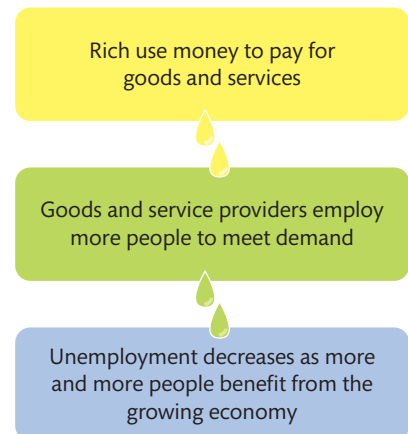 Rich use money to pay for
goods and services
Goods and service providers employ
more people to meet demand
Unemployment decreases as more
and more people benefit from the
growing economy